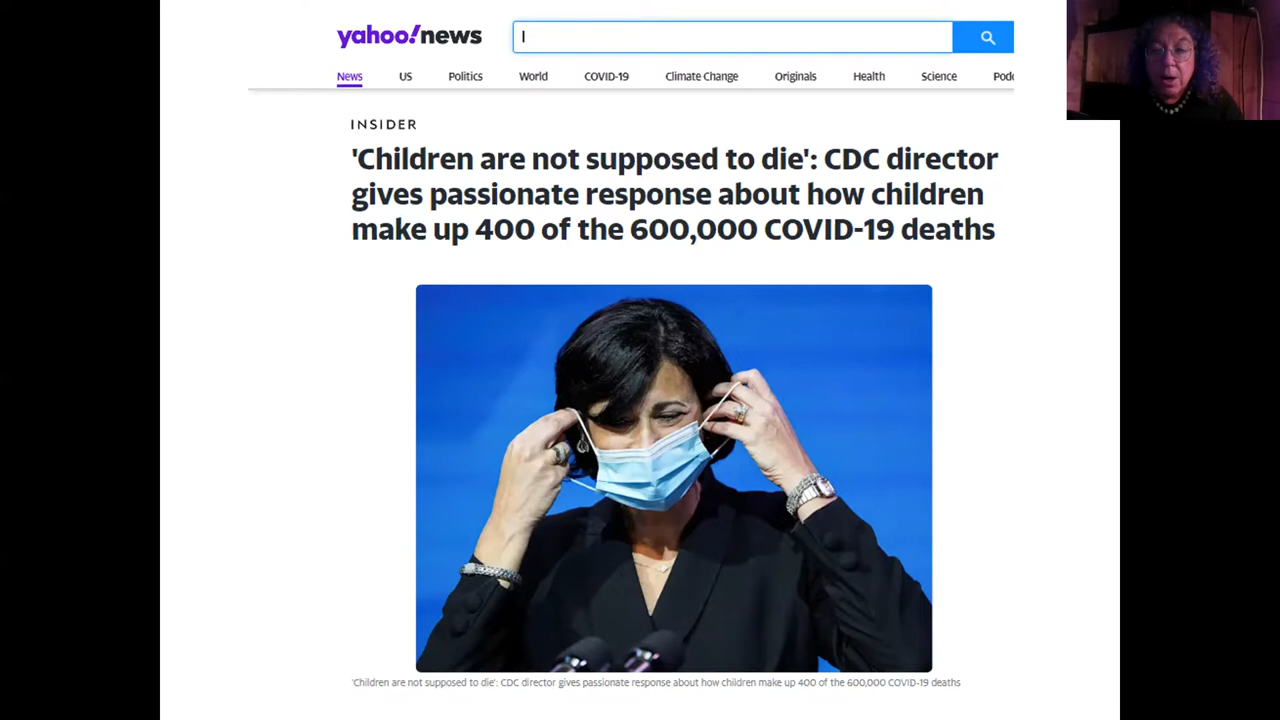 yahoo!news
News US Politics World COVID-19 Climate Change Originals Health Science Podc
INSIDER
'Children are not supposed to die': CDC director
gives passionate response about how children
make up 400 of the 600,000 COVID-19 deaths
'Children are not supposed to die': CDC director gives passionate response about how children make up 400 of the 600,000 COVID-19 deaths